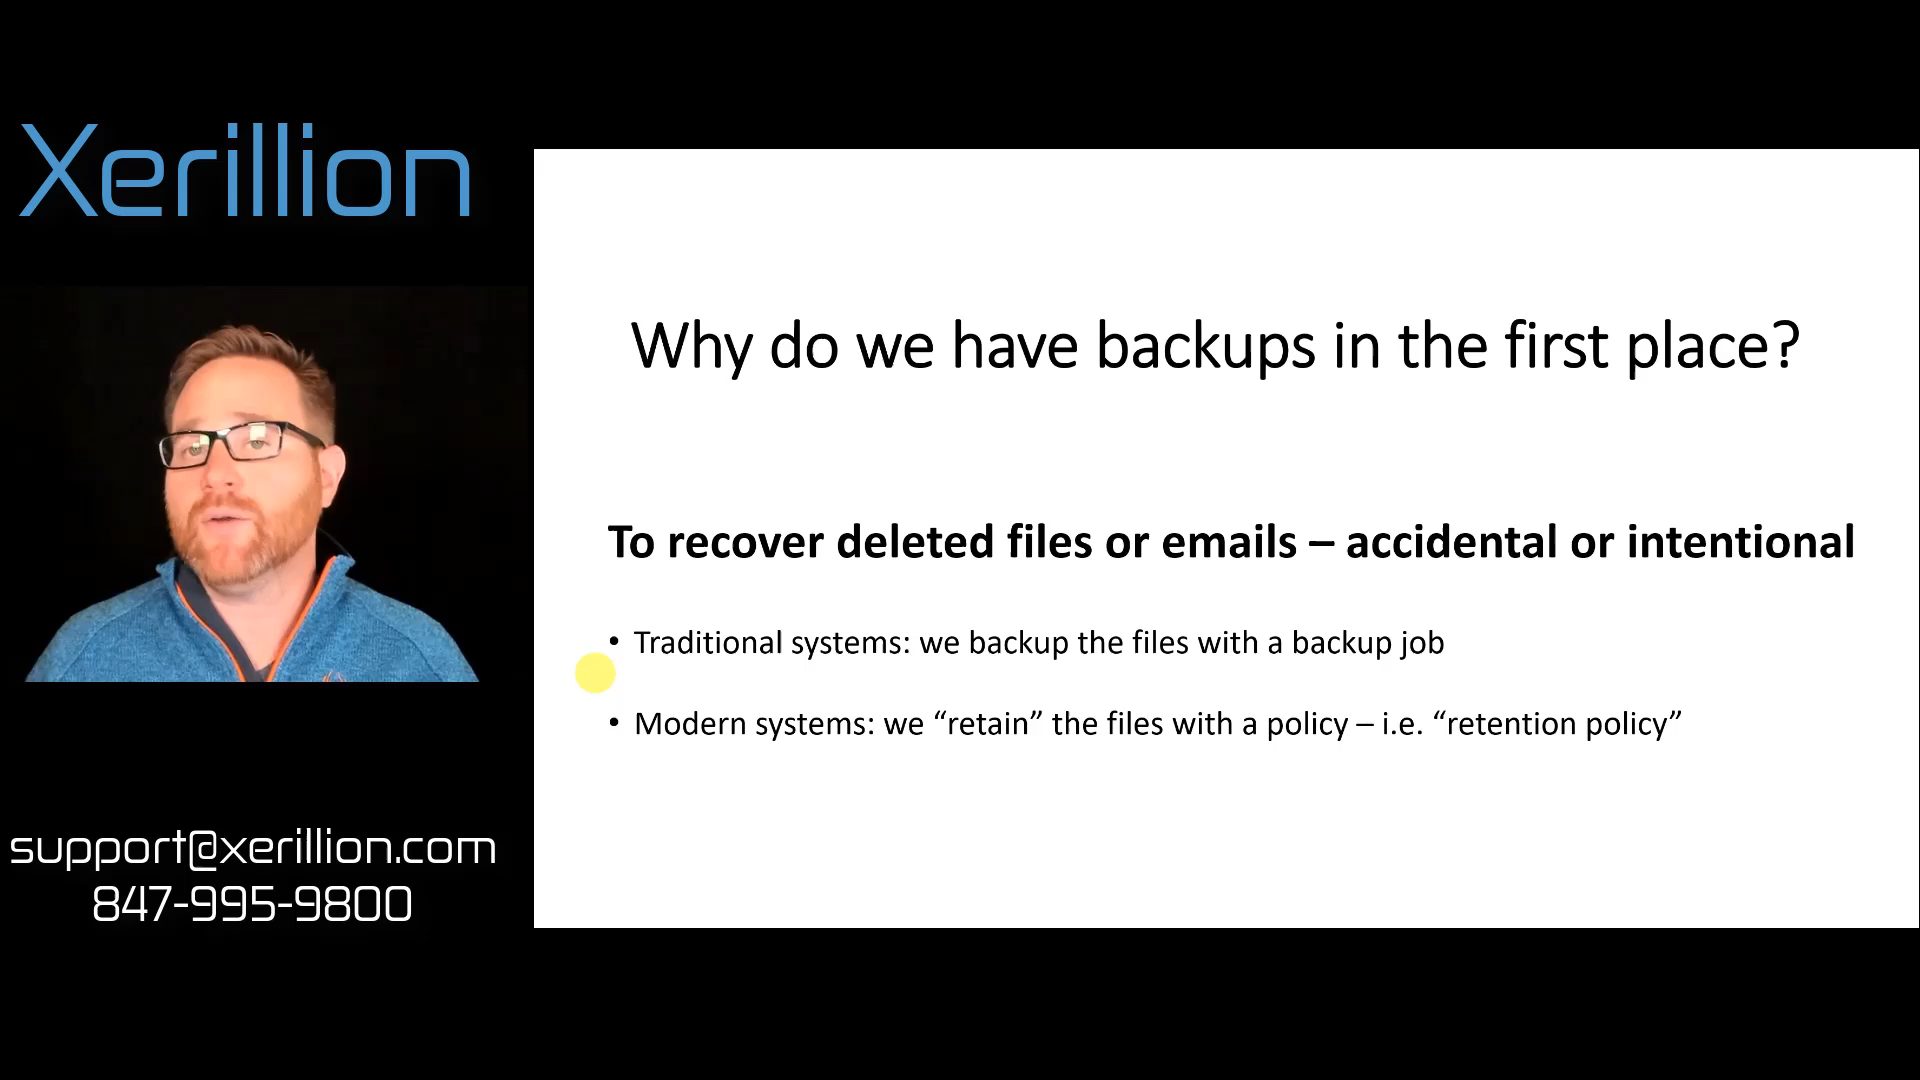 Xerillion
Why do we have backups in the first place?
To recover deleted files or emails – accidental or intentional
• Traditional systems: we backup the files with a backup job
• Modern systems: we “retain” the files with a policy – i.e. “retention policy”
support@xerillion.com
847-995-9800